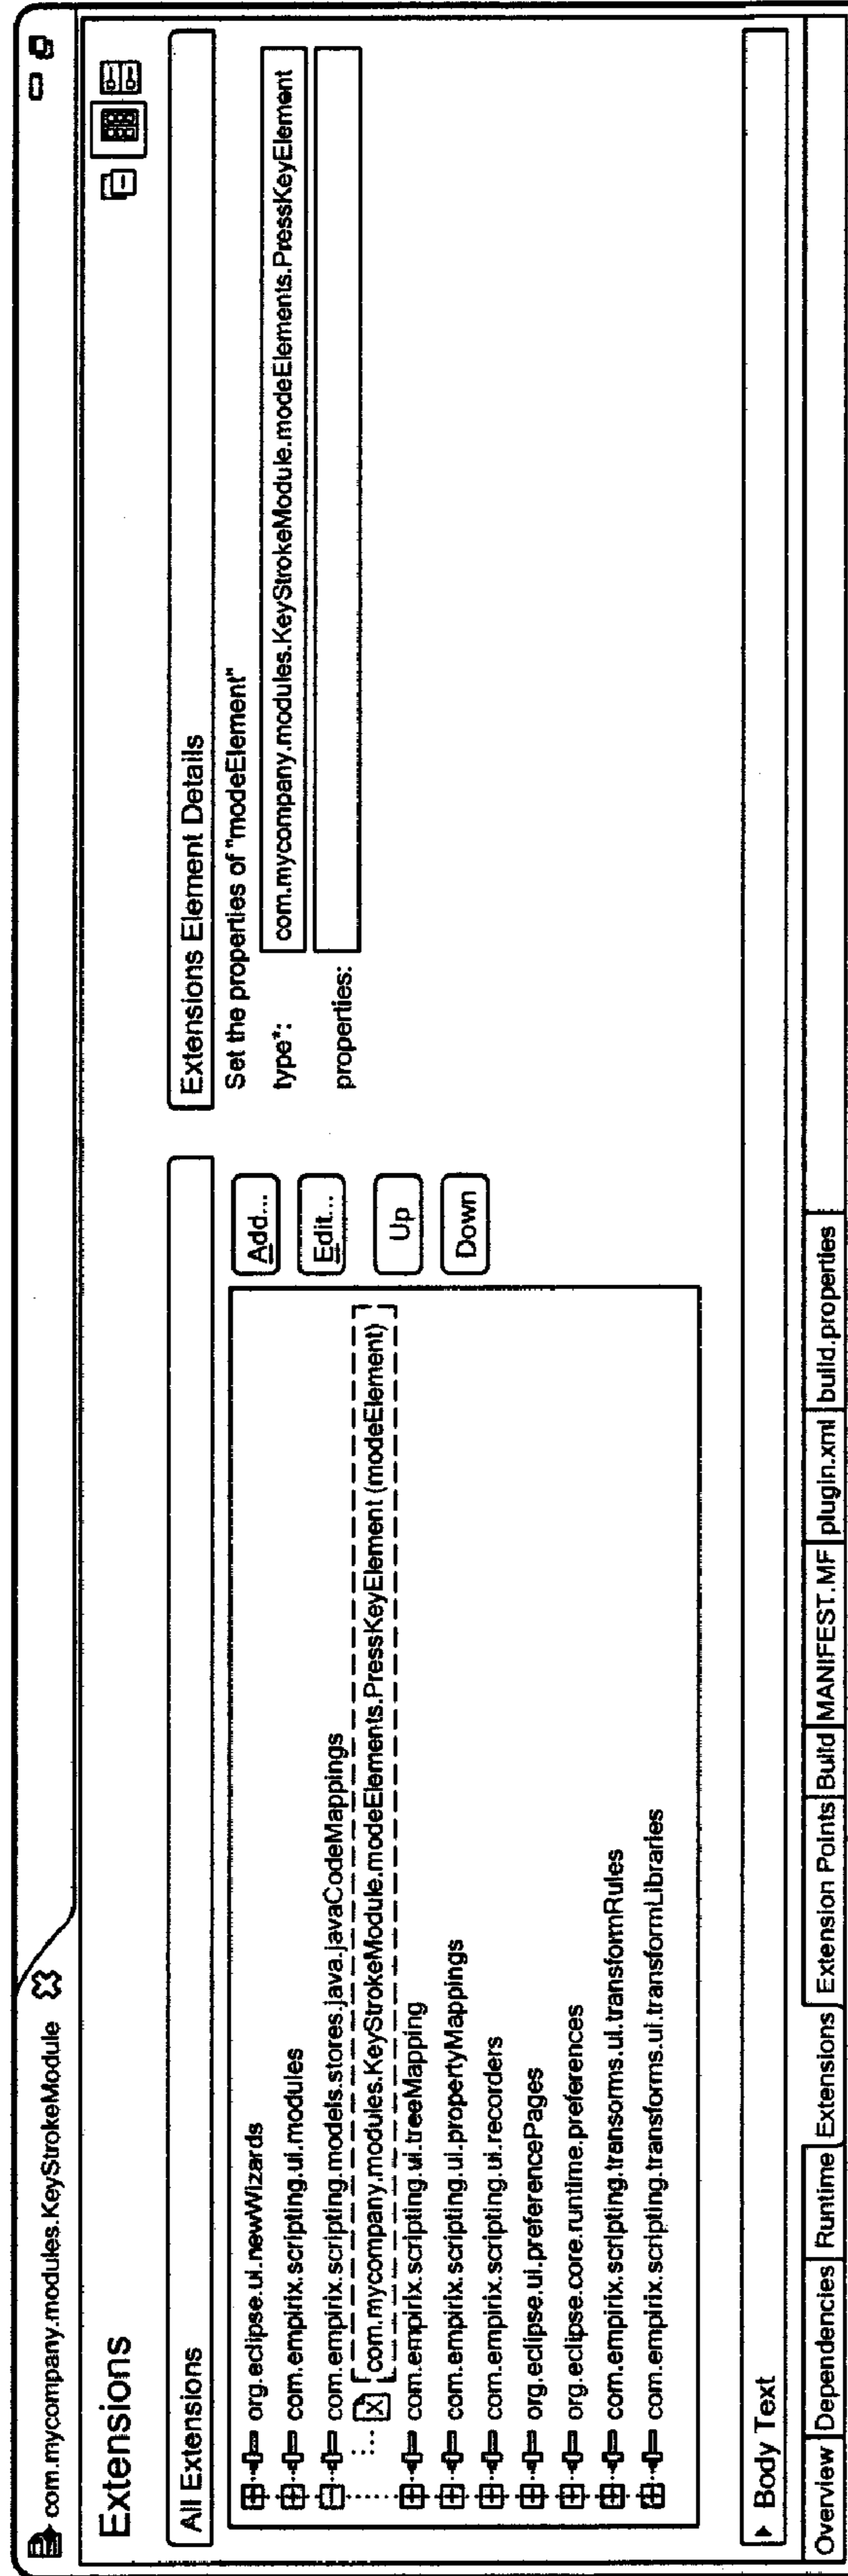 com.mycompany.modules.KeyStrokeModule
Extensions
All Extensions
org.eclipse.ui.newWizards
com.empirix.scripting.ui.modules
com.empirix.scripting.models.stores.java.javaCodeMappings
com.mycompany.modules.KeyStrokeModule.modeElements.PressKeyElement (modeElement)
com.empirix.scripting.ui.treeMapping
com.empirix.scripting.ui.propertyMappings
com.empirix.scripting.ui.recorders
org.eclipse.ui.preferencePages
org.eclipse.core.runtime.preferences
com.empirix.scripting.transorms.ui.transformRules
com.empirix.scripting.transforms.ui.transformLibraries
Add...
Edit...
Up
Down
Extensions Element Details
Set the properties of "modeElement"
type*: com.mycompany.modules.KeyStrokeModule.modeElements.PressKeyElement
properties:
Body Text
Overview Dependencies Runtime Extensions Extension Points Build MANIFEST.MF plugin.xml build.properties